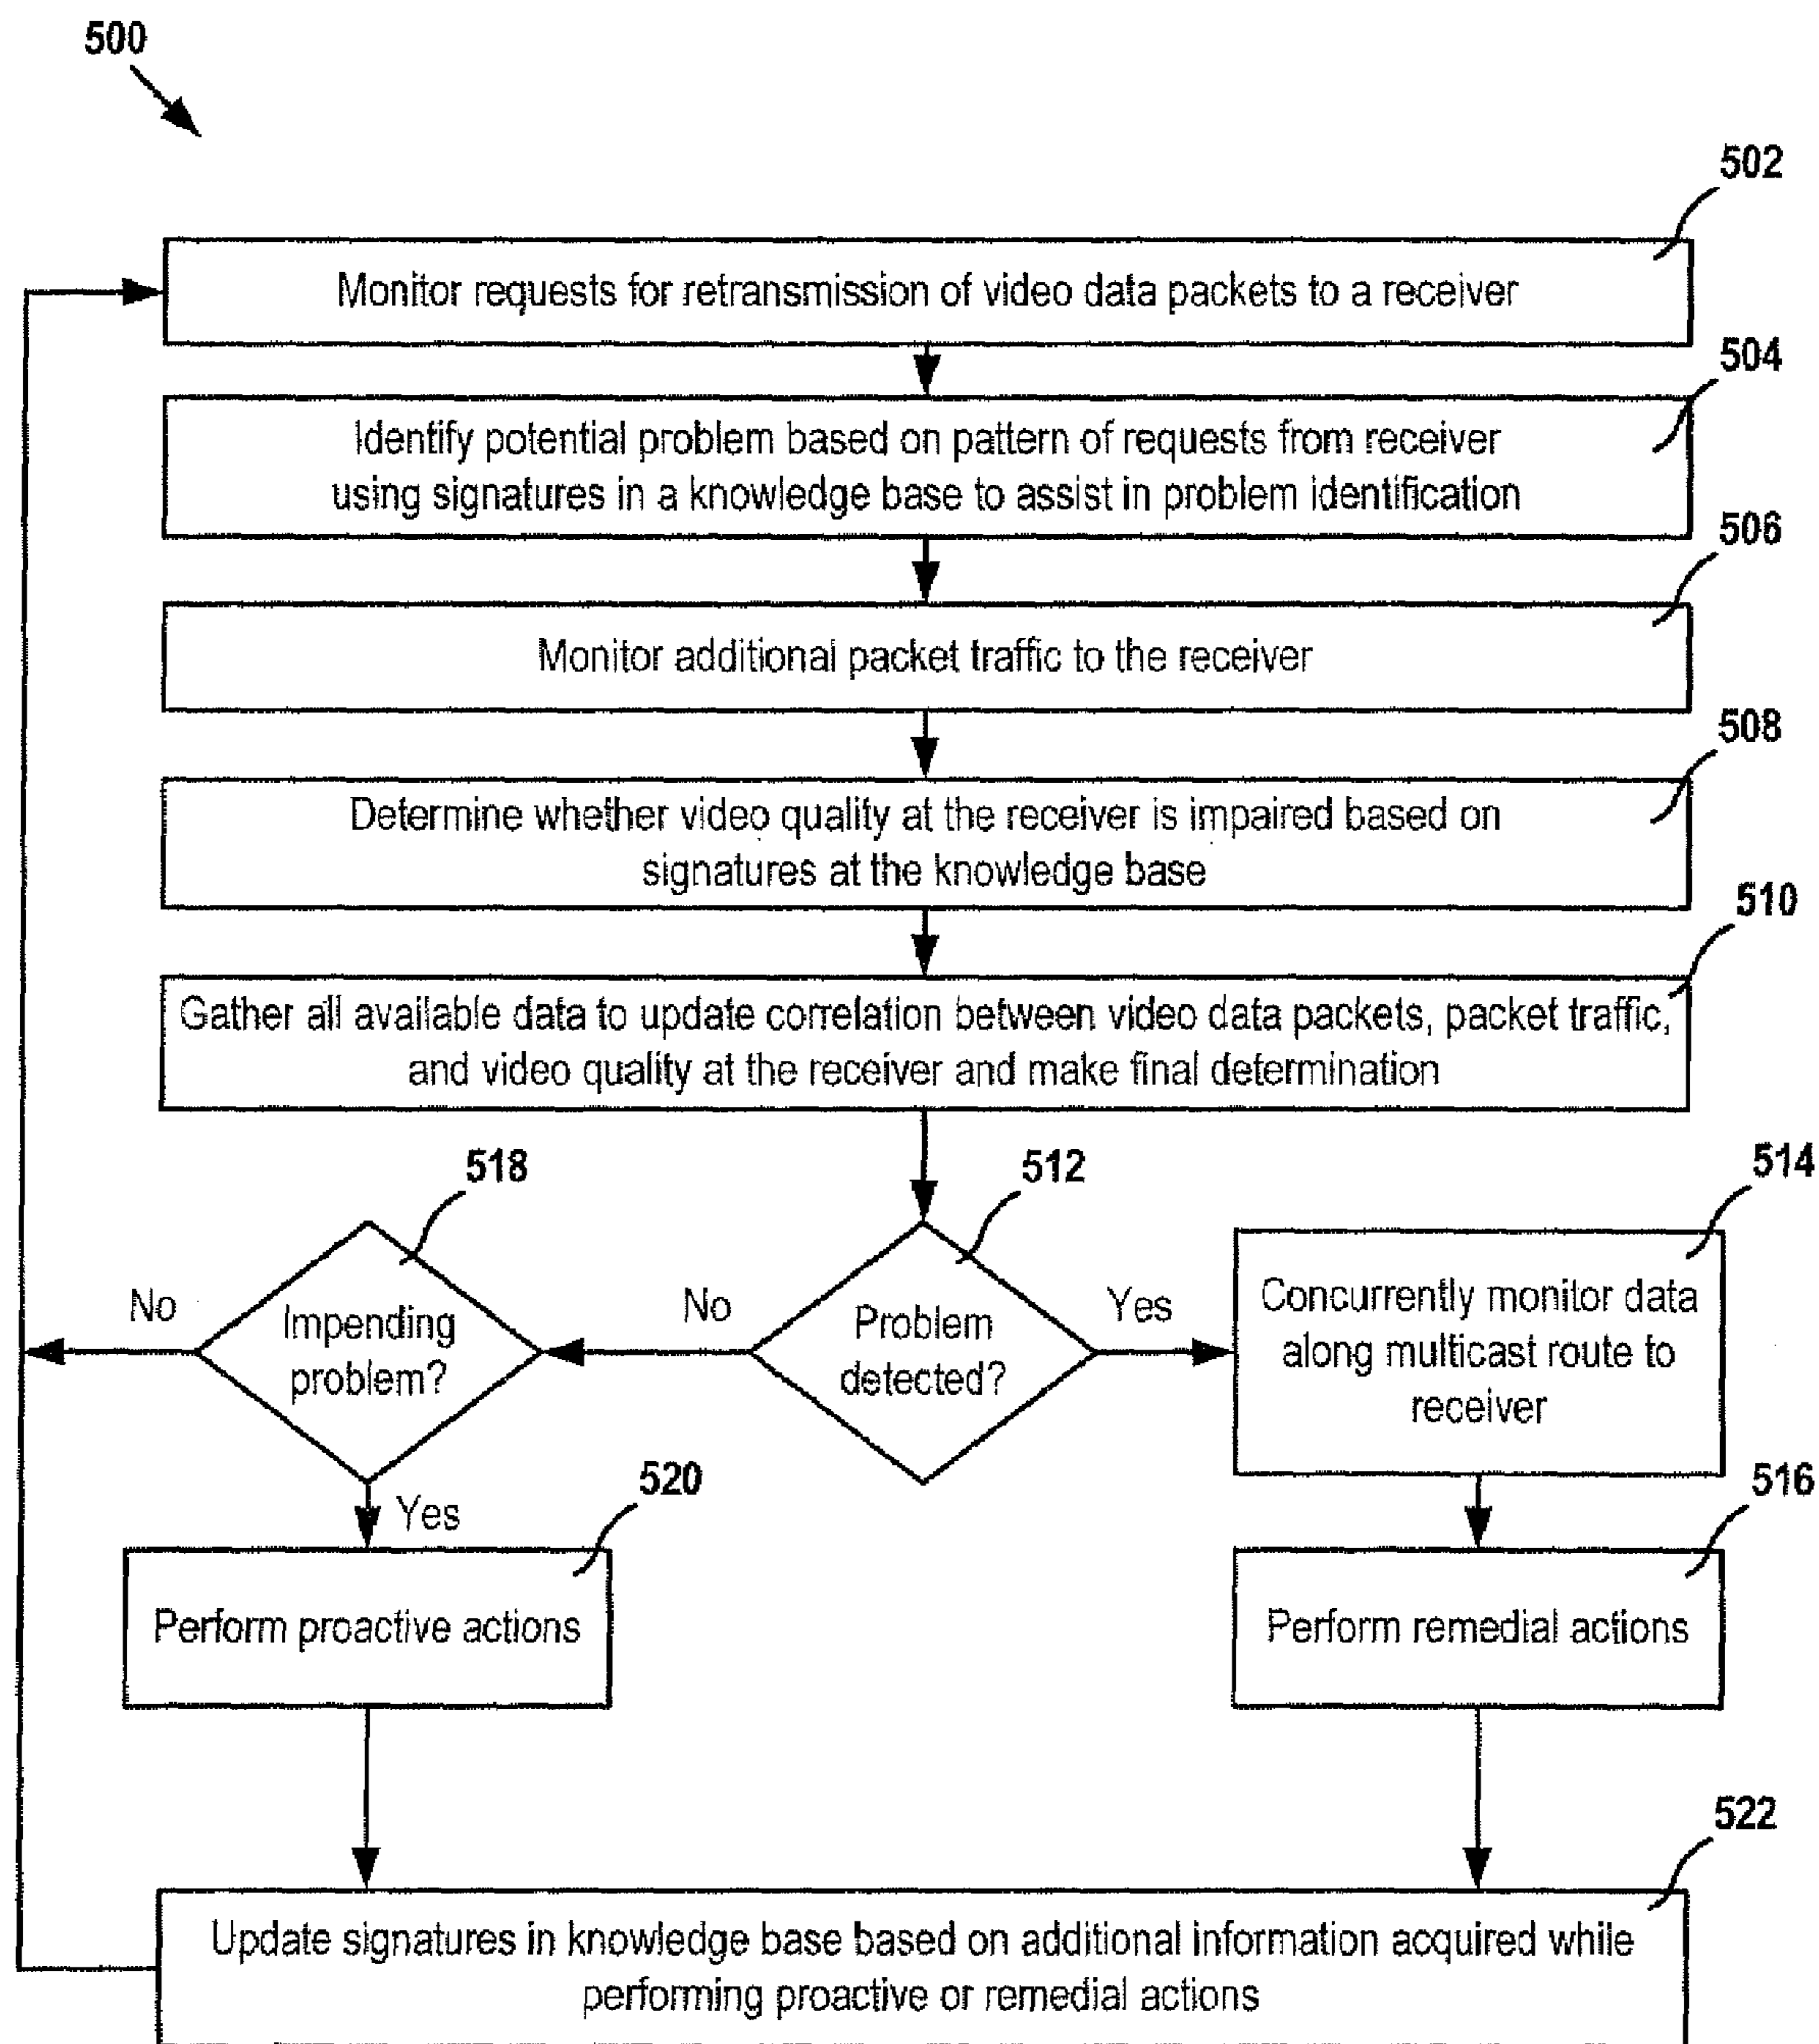 500
502
Monitor requests for retransmission of video data packets to a receiver
504
Identify potential problem based on pattern of requests from receiver
using signatures in a knowledge base to assist in problem identification
506
Monitor additional packet traffic to the receiver
508
Determine whether video quality at the receiver is impaired based on
signatures at the knowledge base
510
Gather all available data to update correlation between video data packets, packet traffic,
and video quality at the receiver and make final determination
518
512
514
No
Impending
problem?
No
Problem
detected?
Yes
Concurrently monitor data
along multicast route to
receiver
Yes
520
516
Perform proactive actions
Perform remedial actions
522
Update signatures in knowledge base based on additional information acquired while
performing proactive or remedial actions